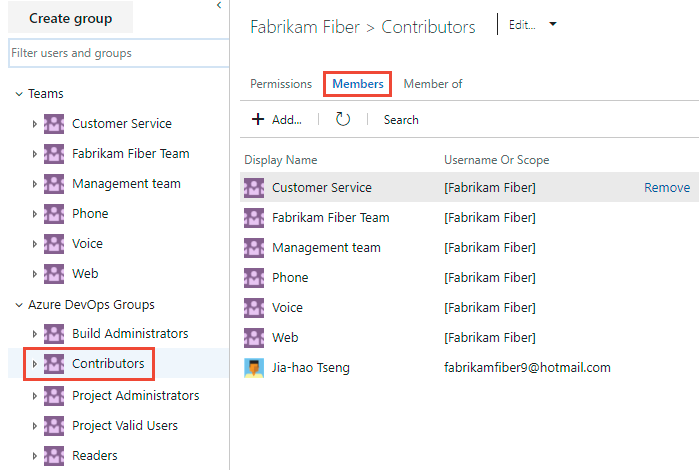 Create group
Filter users and groups
Teams
Customer Service
Fabrikam Fiber Team
Management team
Phone
Voice
Web
Azure DevOps Groups
Build Administrators
Contributors
Project Administrators
Project Valid Users
Readers
Fabrikam Fiber > Contributors Edit...
Permissions Members Member of
+ Add... Search
Display Name Username Or Scope
Customer Service [Fabrikam Fiber] Remove
Fabrikam Fiber Team [Fabrikam Fiber]
Management team [Fabrikam Fiber]
Phone [Fabrikam Fiber]
Voice [Fabrikam Fiber]
Web [Fabrikam Fiber]
Jia-hao Tseng fabrikamfiber9@hotmail.com